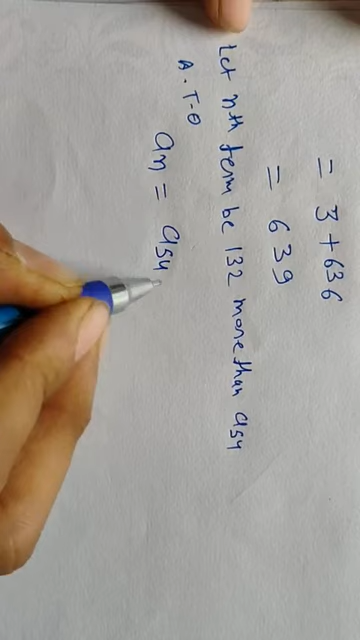 = 3 + 636
= 639
Let nth term be 132 more than a54
A.T.Q
an = a54